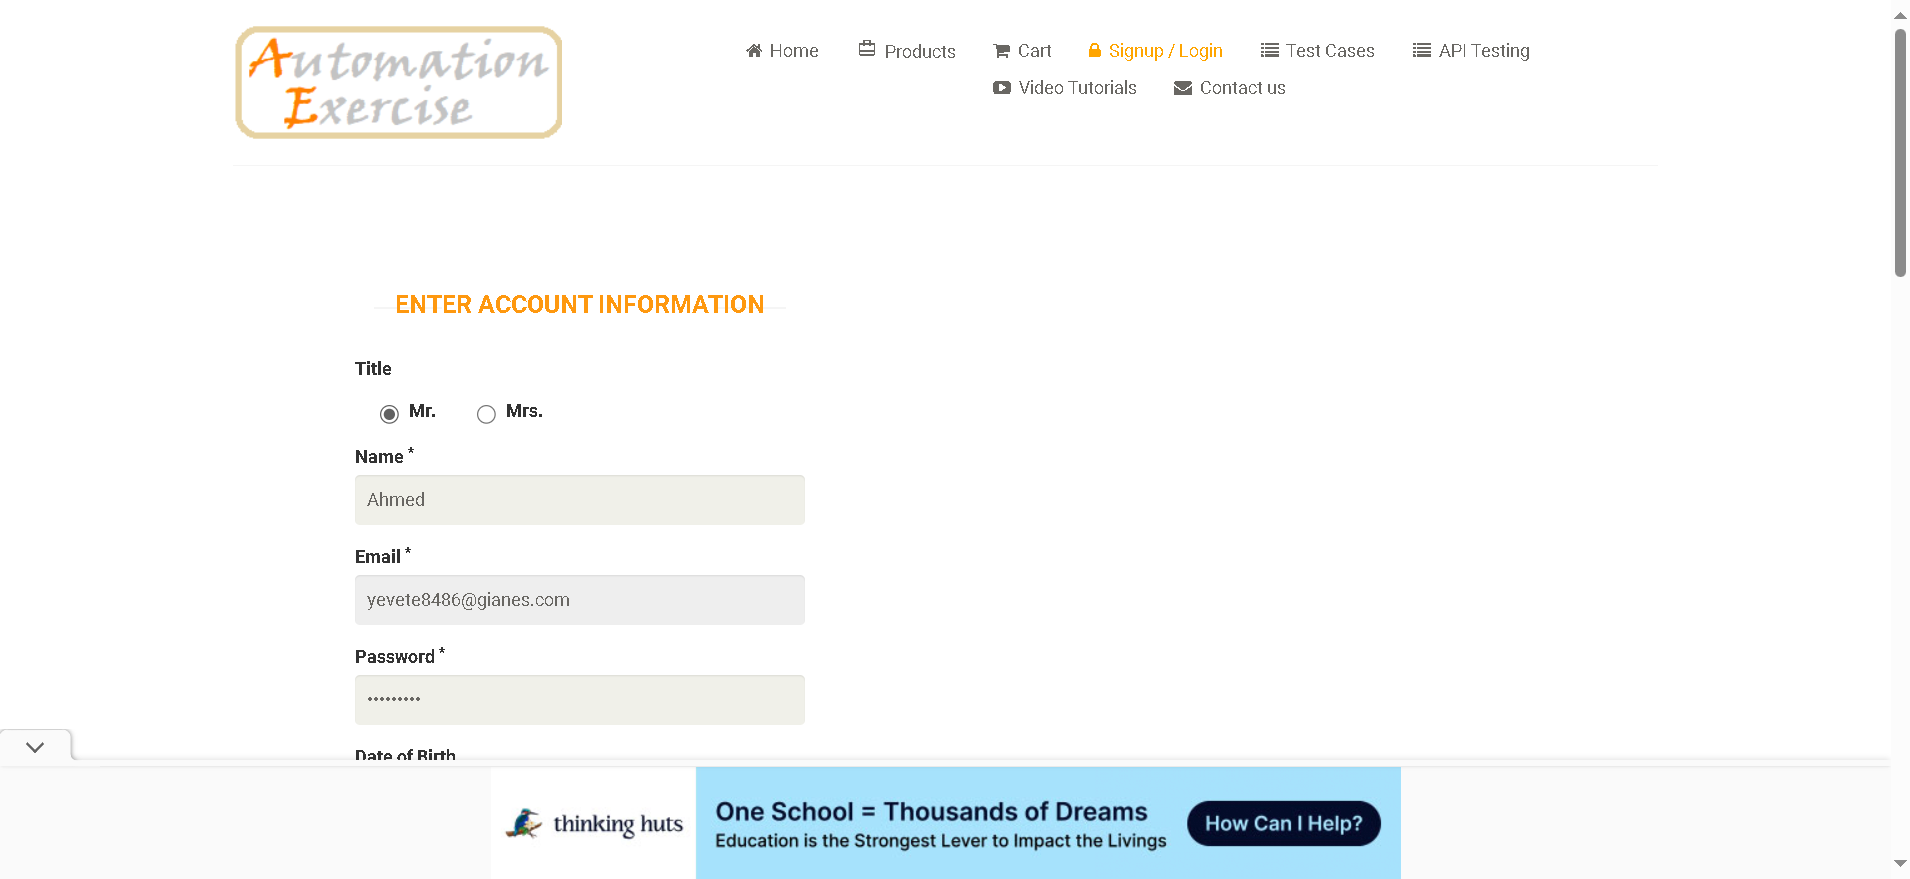 Automation
Exercise
Home
Products
Cart
Signup / Login
Test Cases
API Testing
Video Tutorials
Contact us
ENTER ACCOUNT INFORMATION
Title
Mr.
Mrs.
Name *
Ahmed
Email *
yevete8486@gianes.com
Password *
•••••••••
Date of Birth
thinking huts
One School = Thousands of Dreams
Education is the Strongest Lever to Impact the Livings
How Can I Help?